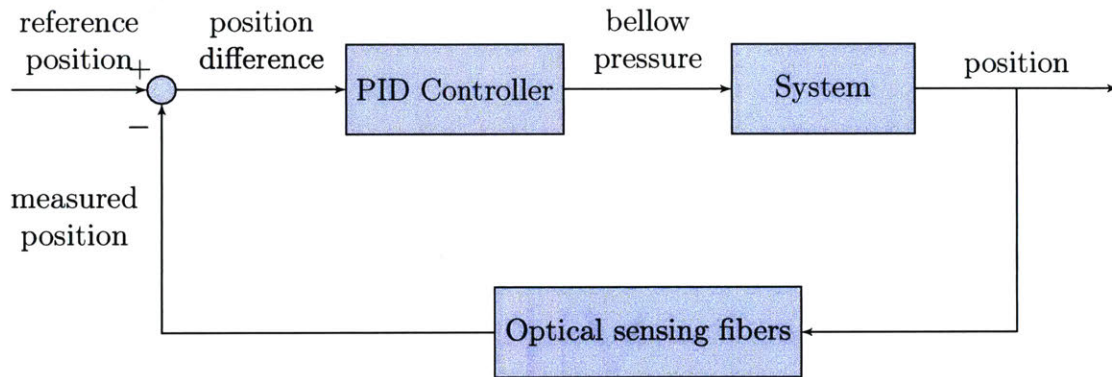 reference
position
+
−
position
difference
PID Controller
bellow
pressure
System
position
measured
position
Optical sensing fibers